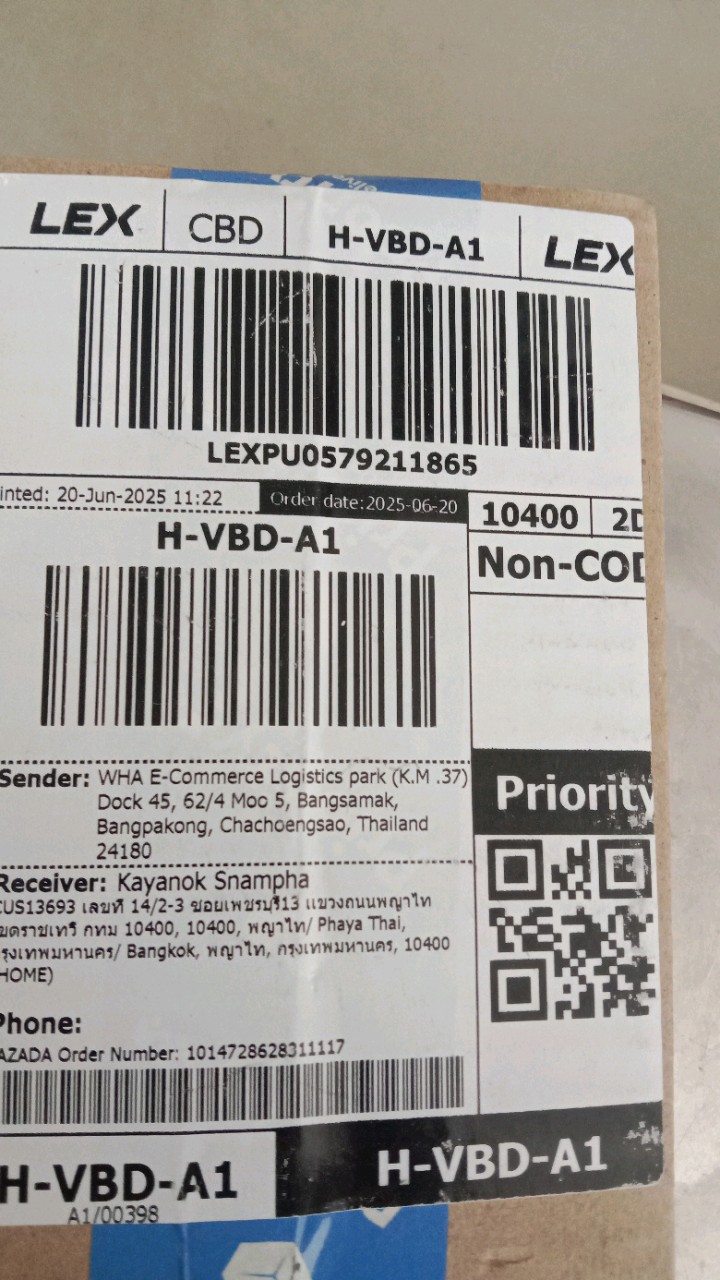 LEX CBD H-VBD-A1 LEX
LEXPU0579211865
inted: 20-Jun-2025 11:22 Order date:2025-06-20
10400 2D
H-VBD-A1
Non-COD
Priority
Sender: WHA E-Commerce Logistics park (K.M .37)
Dock 45, 62/4 Moo 5, Bangsamak,
Bangpakong, Chachoengsao, Thailand
24180
Receiver: Kayanok Snampha
CUS13693 เลขที่ 14/2-3 ซอยเพชรบุรี13 แขวงถนนพญาไท
ขตราชเทวี กทม 10400, 10400, พญาไท/ Phaya Thai,
รุงเทพมหานคร/ Bangkok, พญาไท, กรุงเทพมหานคร, 10400
HOME)
Phone:
AZADA Order Number: 1014728628311117
H-VBD-A1 H-VBD-A1
A1/00398